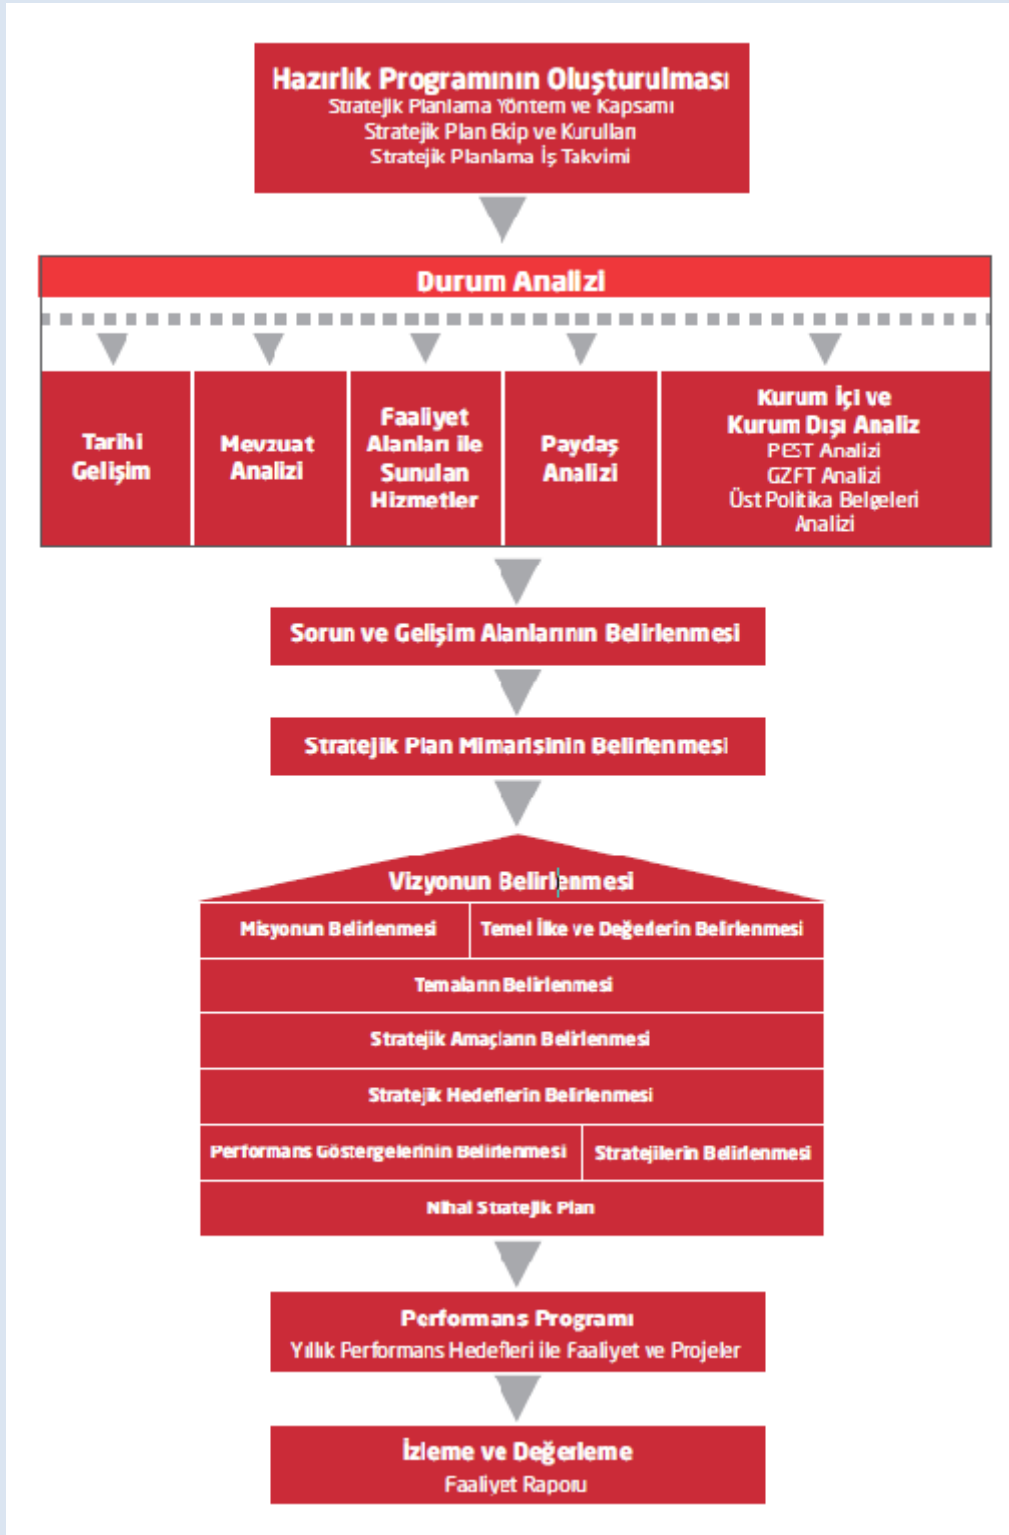 Hazırlık Programının Oluşturulması
Stratejik Planlama Yöntem ve Kapsamı
Stratejik Plan Ekip ve Kurulları
Stratejik Planlama İş Takvimi
Durum Analizi
Tarihi
Gelişim
Mevzuat
Analizi
Faaliyet
Alanları ile
Sunulan
Hizmetler
Paydaş
Analizi
Kurum İçi ve
Kurum Dışı Analiz
PEST Analizi
GZFT Analizi
Üst Politika Belgeleri
Analizi
Sorun ve Gelişim Alanlarının Belirlenmesi
Stratejik Plan Mimarisinin Belirlenmesi
Vizyonun Belirlenmesi
Misyonun Belirlenmesi
Temel İlke ve Değerlerin Belirlenmesi
Temaların Belirlenmesi
Stratejik Amaçların Belirlenmesi
Stratejik Hedeflerin Belirlenmesi
Performans Göstergelerinin Belirlenmesi
Stratejilerin Belirlenmesi
Nihai Stratejik Plan
Performans Programı
Yıllık Performans Hedefleri ile Faaliyet ve Projeler
İzleme ve Değerleme
Faaliyet Raporu